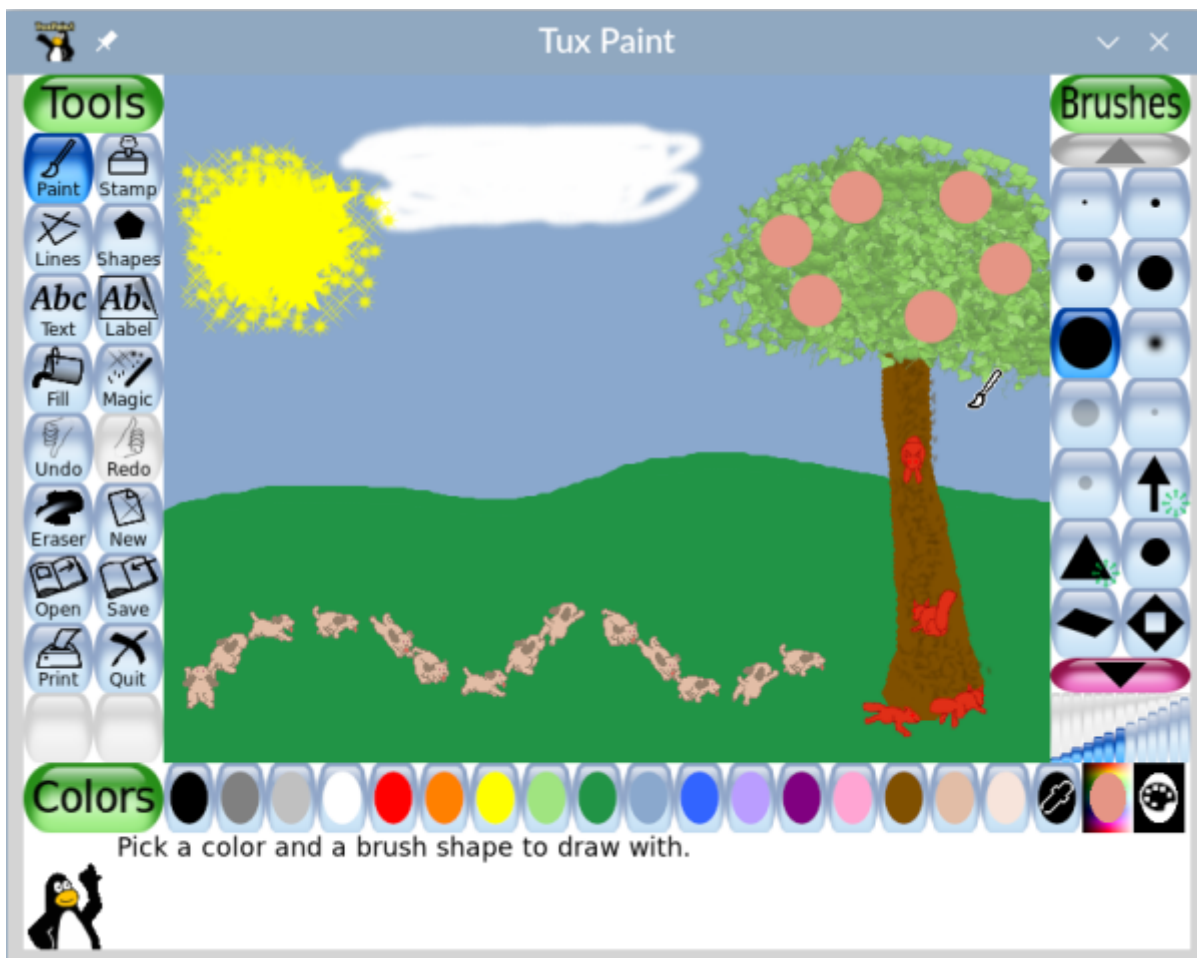 Tux Paint
Tools
Brushes
Paint
Stamp
Lines
Shapes
Abc
Abc
Text
Label
Fill
Magic
Undo
Redo
Eraser
New
Open
Save
Print
Quit
Colors
Pick a color and a brush shape to draw with.